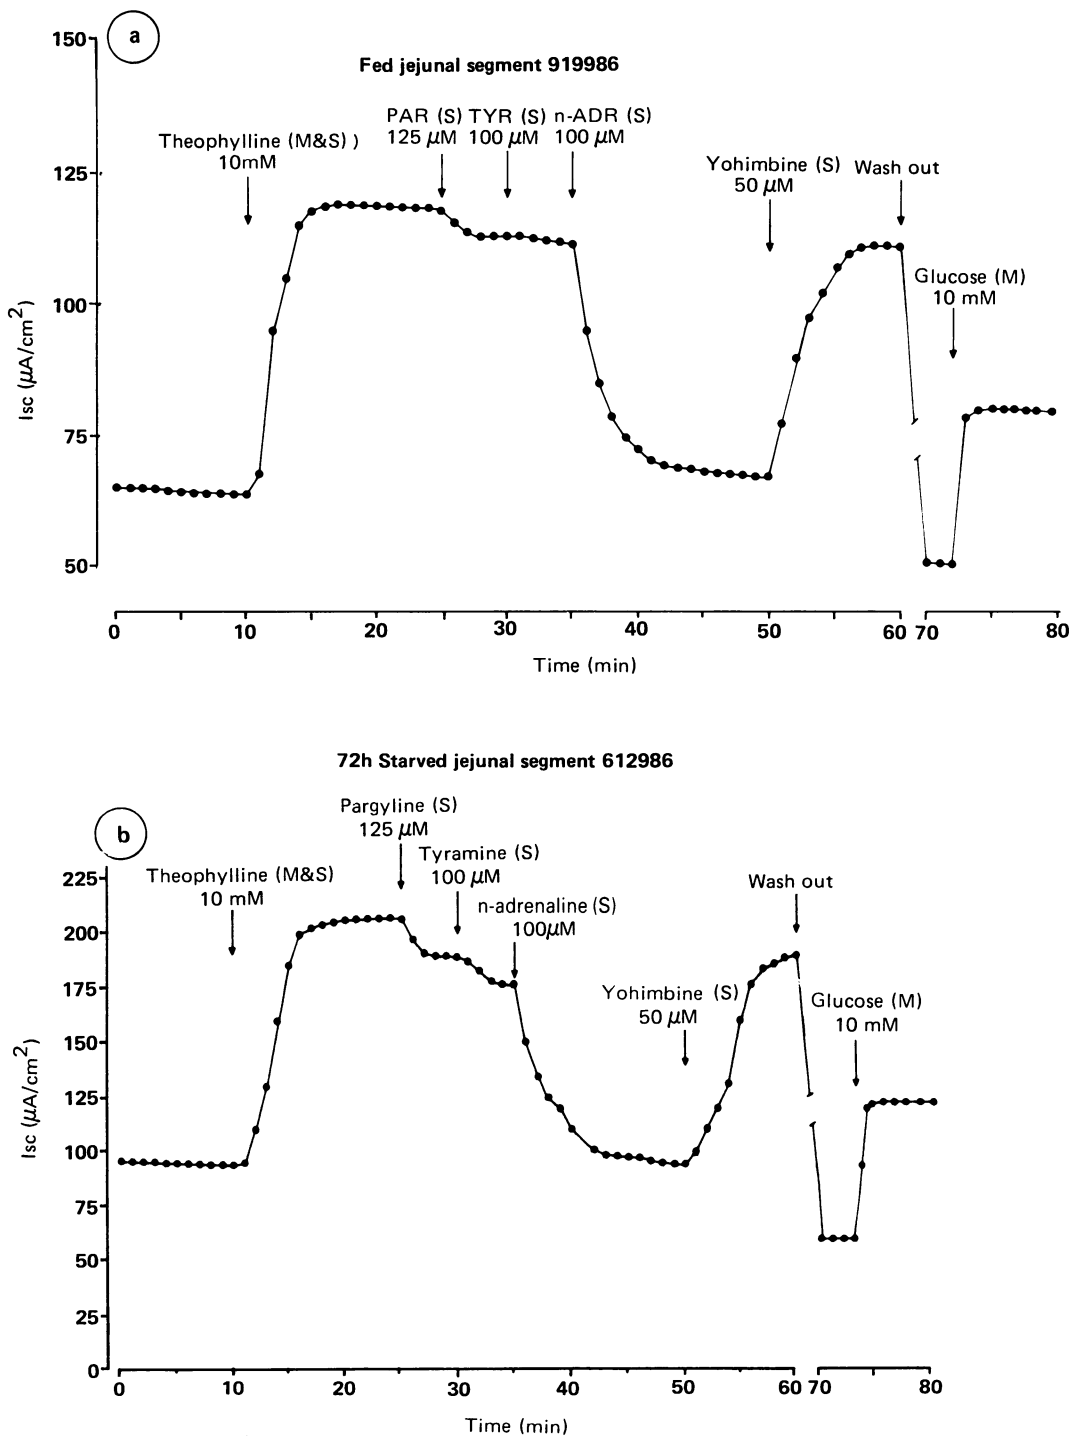 a
Fed jejunal segment 919986
Theophylline (M&S) )
10mM
PAR (S) TYR (S) n-ADR (S)
125 μM 100 μM 100 μM
Yohimbine (S)
50 μM
Wash out
Glucose (M)
10 mM
150
125
100
75
50
Isc (μA/cm2)
0 10 20 30 40 50 60 70 80
Time (min)
72h Starved jejunal segment 612986
b
Pargyline (S)
125 μM
Tyramine (S)
100 μM
Theophylline (M&S)
10 mM
n-adrenaline (S)
100μM
Wash out
Yohimbine (S)
50 μM
Glucose (M)
10 mM
225
200
175
150
125
100
75
50
25
0
Isc (μA/cm2)
0 10 20 30 40 50 60 70 80
Time (min)